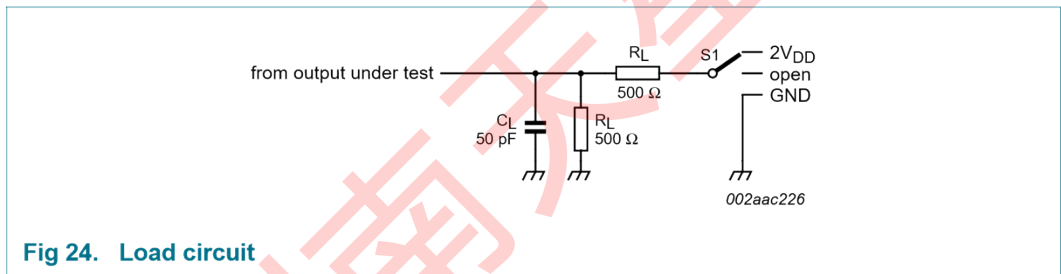 RL
S1
2VDD
from output under test
open
500 Ω
GND
CL
50 pF
RL
500 Ω
002aac226
Fig 24. Load circuit